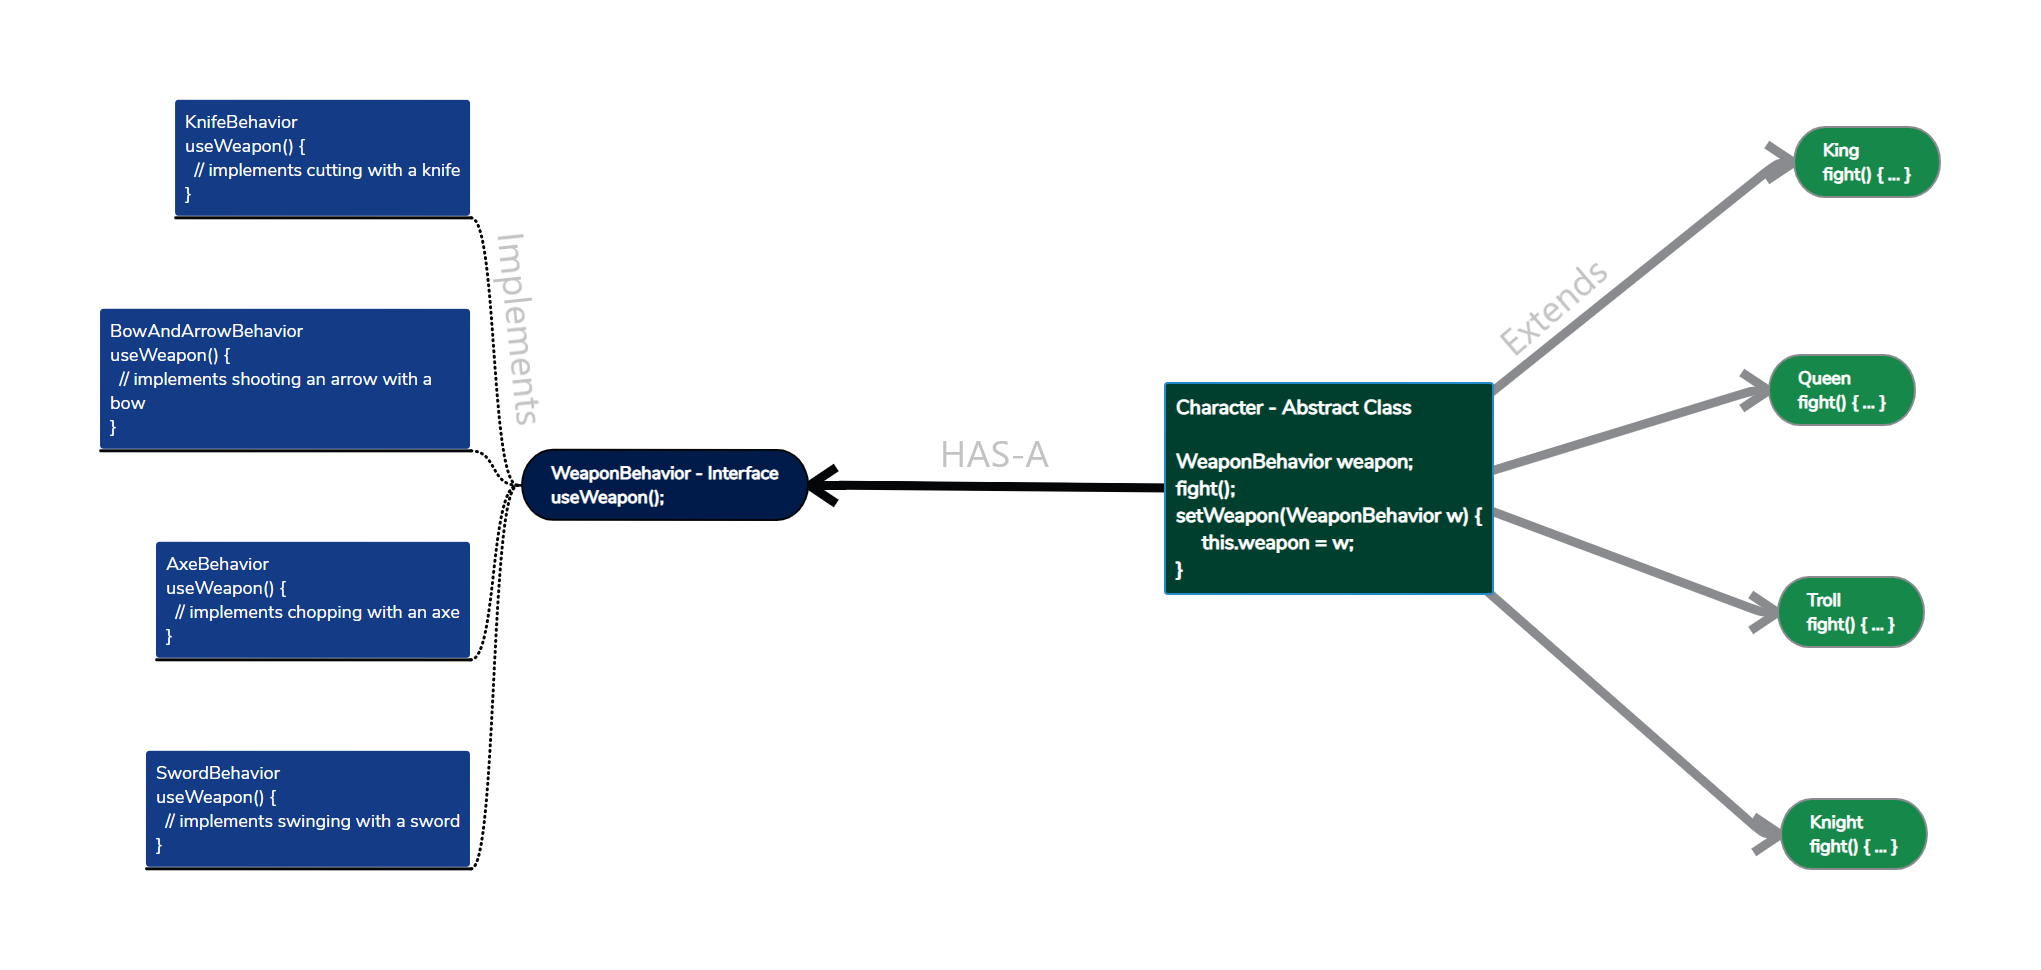 KnifeBehavior
useWeapon() {
// implements cutting with a knife
}
BowAndArrowBehavior
useWeapon() {
// implements shooting an arrow with a
bow
}
AxeBehavior
useWeapon() {
// implements chopping with an axe
}
SwordBehavior
useWeapon() {
// implements swinging with a sword
}
Implements
WeaponBehavior - Interface
useWeapon();
HAS-A
Character - Abstract Class
WeaponBehavior weapon;
fight();
setWeapon(WeaponBehavior w) {
this.weapon = w;
}
Extends
King
fight() { ... }
Queen
fight() { ... }
Troll
fight() { ... }
Knight
fight() { ... }